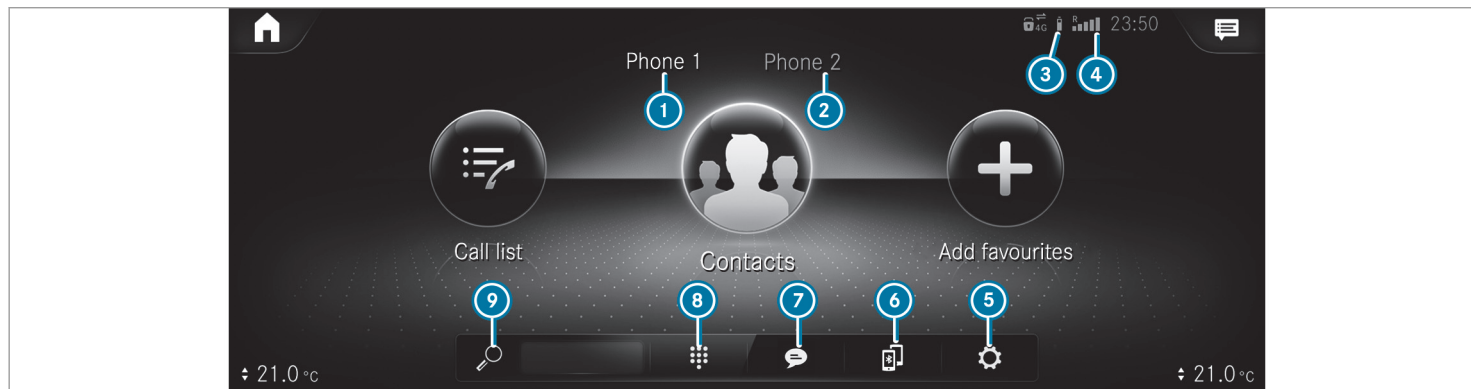 4G R 23:50
Phone 1 Phone 2
3 4
1 2
Call list Contacts Add favourites
9 8 7 6 5
21.0 °C 21.0 °C